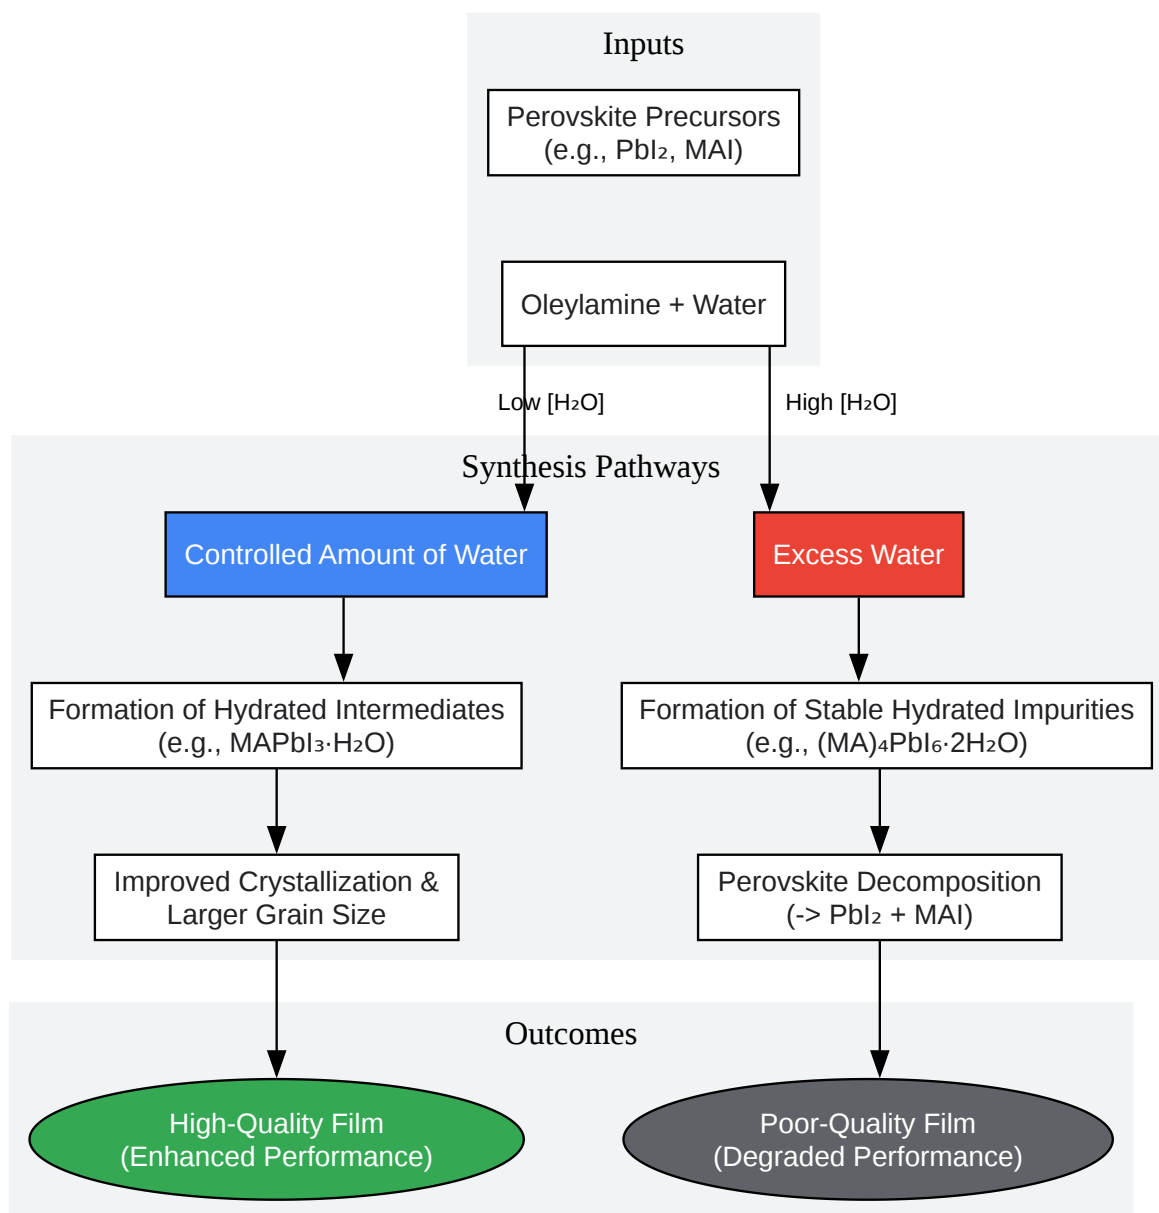 Inputs
Perovskite Precursors
(e.g., PbI₂, MAI)
Oleylamine + Water
Low [H₂O]
High [H₂O]
Synthesis Pathways
Controlled Amount of Water
Excess Water
Formation of Hydrated Intermediates
(e.g., MAPbI₃·H₂O)
Formation of Stable Hydrated Impurities
(e.g., (MA)₄PbI₆·2H₂O)
Improved Crystallization &
Larger Grain Size
Perovskite Decomposition
(-> PbI₂ + MAI)
Outcomes
High-Quality Film
(Enhanced Performance)
Poor-Quality Film
(Degraded Performance)